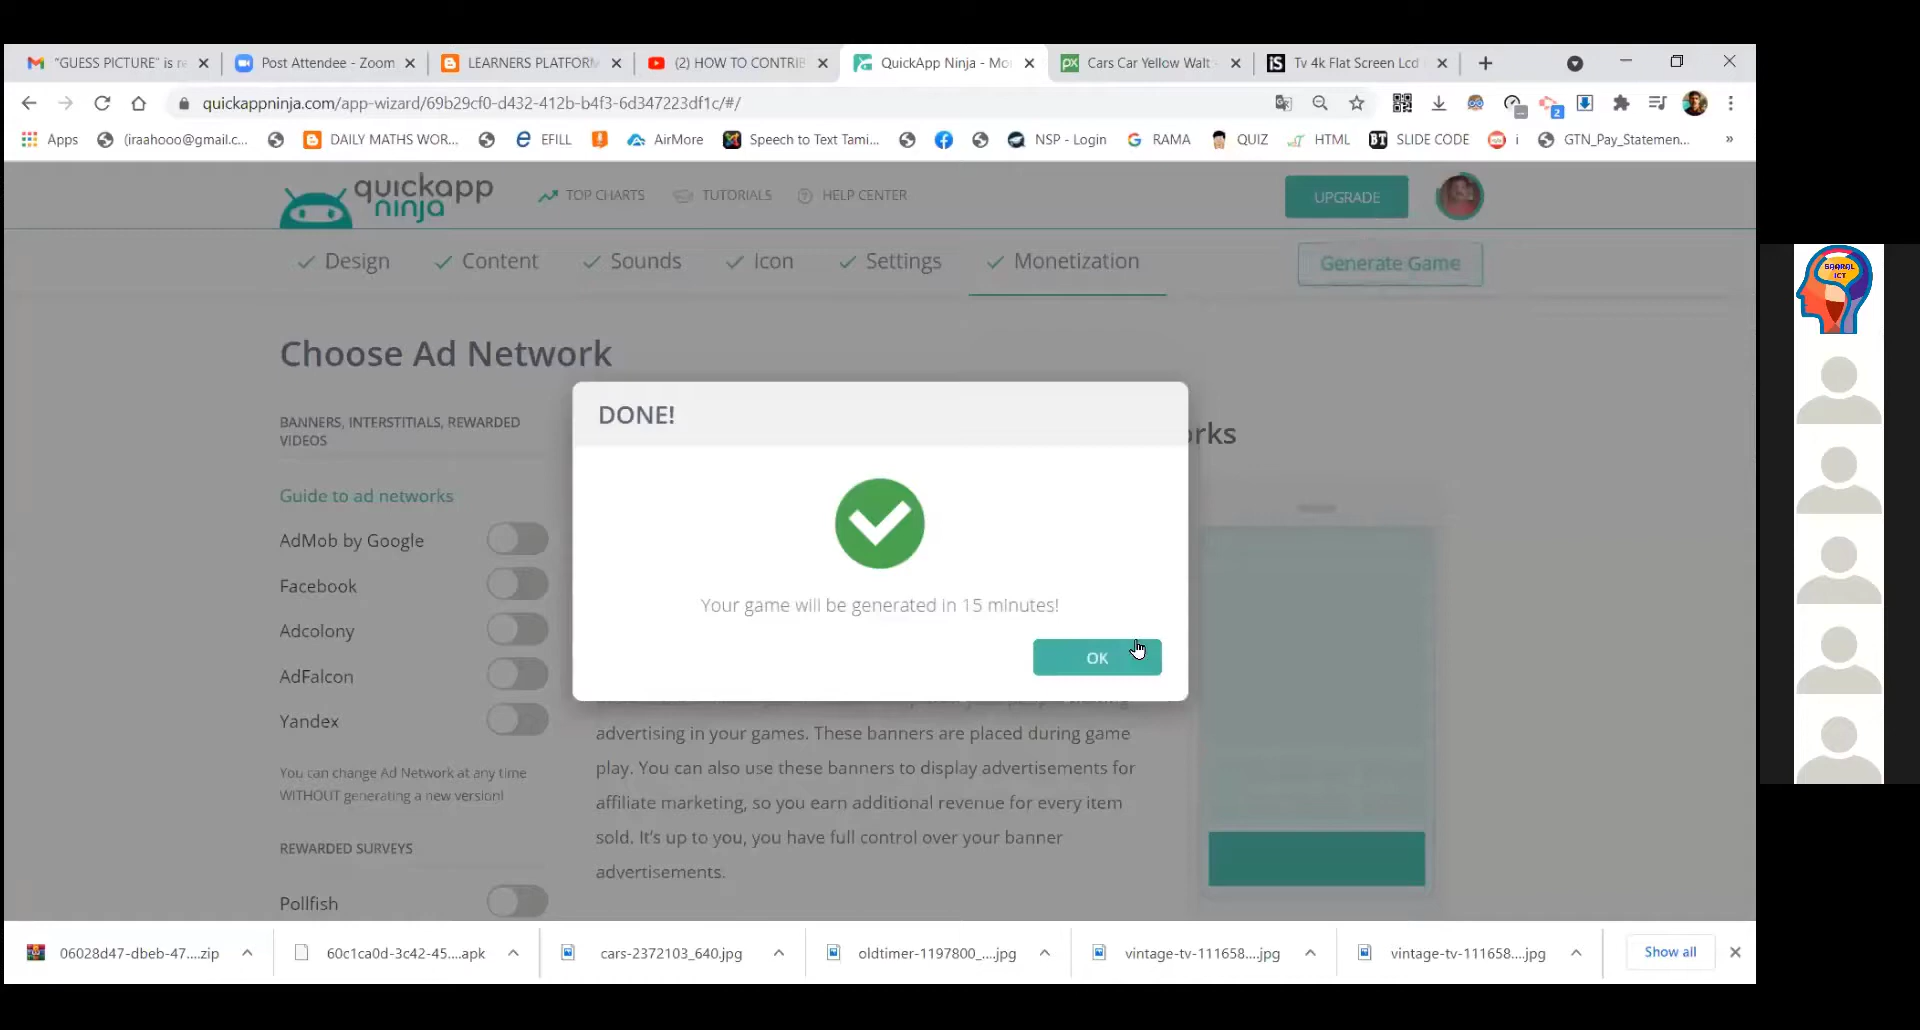 "GUESS PICTURE" is re
Post Attendee - Zoom
LEARNERS PLATFORM
(2) HOW TO CONTRIB
QuickApp Ninja - Mo
Cars Car Yellow Walt
Tv 4k Flat Screen Lcd
quickappninja.com/app-wizard/69b29cf0-d432-412b-b4f3-6d347223df1c/#/
2
Apps
(iraahooo@gmail.c...
DAILY MATHS WOR...
EFILL
AirMore
Speech to Text Tami...
NSP - Login
RAMA
QUIZ
HTML
SLIDE CODE
i
GTN_Pay_Statemen...
»
quickapp
ninja
TOP CHARTS
TUTORIALS
HELP CENTER
UPGRADE
Design
Content
Sounds
Icon
Settings
Monetization
Generate Game
SAARAL
ICT
Choose Ad Network
BANNERS, INTERSTITIALS, REWARDED
VIDEOS
Guide to ad networks
AdMob by Google
Facebook
Adcolony
AdFalcon
Yandex
You can change Ad Network at any time
WITHOUT generating a new version!
REWARDED SURVEYS
Pollfish
DONE!
Your game will be generated in 15 minutes!
OK
orks
advertising in your games. These banners are placed during game
play. You can also use these banners to display advertisements for
affiliate marketing, so you earn additional revenue for every item
sold. It's up to you, you have full control over your banner
advertisements.
06028d47-dbeb-47....zip
60c1ca0d-3c42-45....apk
cars-2372103_640.jpg
oldtimer-1197800_....jpg
vintage-tv-111658....jpg
vintage-tv-111658....jpg
Show all